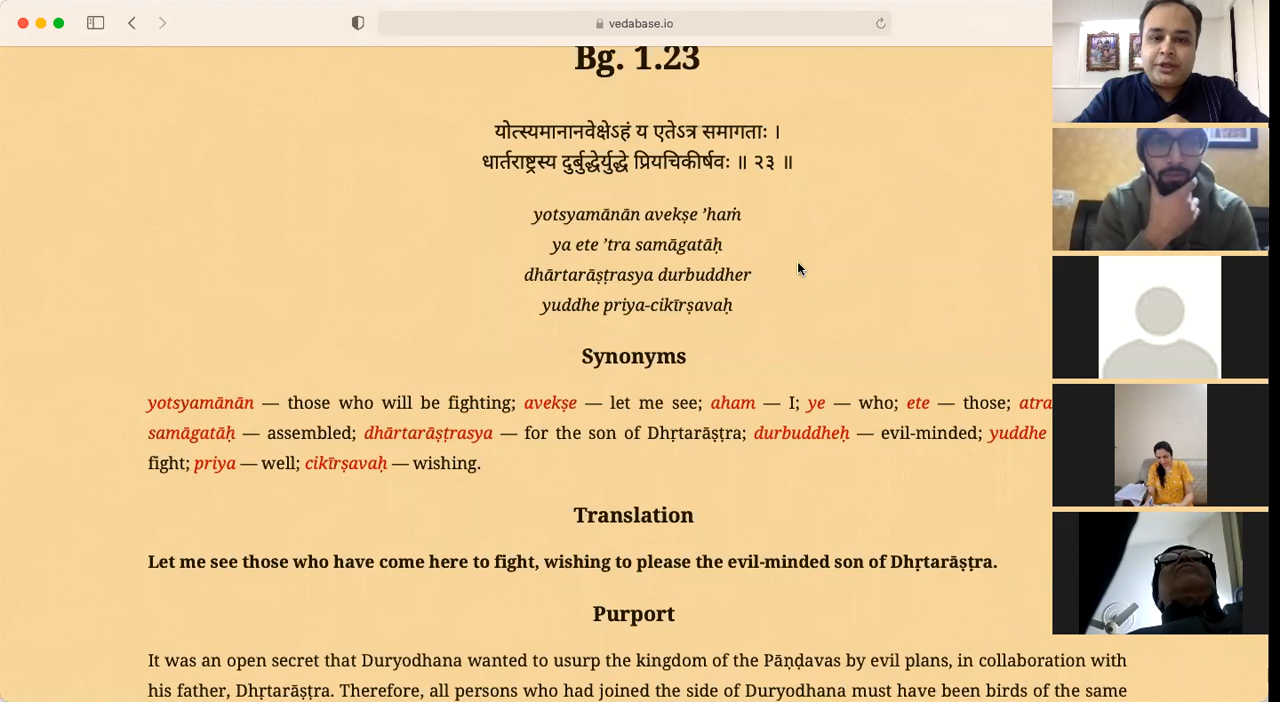 vedabase.io
Bg. 1.23
योत्स्यमानानवेक्षेऽहं य एतेऽत्र समागताः ।
धार्तराष्ट्रस्य दुर्बुद्धेर्युद्धे प्रियचिकीर्षवः ॥ २३ ॥
yotsyamānān avekṣe ’haṁ
ya ete ’tra samāgatāḥ
dhārtarāṣṭrasya durbuddher
yuddhe priya-cikīrṣavaḥ
Synonyms
yotsyamānān — those who will be fighting; avekṣe — let me see; aham — I; ye — who; ete — those; atra
samāgatāḥ — assembled; dhārtarāṣṭrasya — for the son of Dhṛtarāṣṭra; durbuddheḥ — evil-minded; yuddhe
fight; priya — well; cikīrṣavaḥ — wishing.
Translation
Let me see those who have come here to fight, wishing to please the evil-minded son of Dhṛtarāṣṭra.
Purport
It was an open secret that Duryodhana wanted to usurp the kingdom of the Pāṇḍavas by evil plans, in collaboration with
his father, Dhṛtarāṣṭra. Therefore, all persons who had joined the side of Duryodhana must have been birds of the same